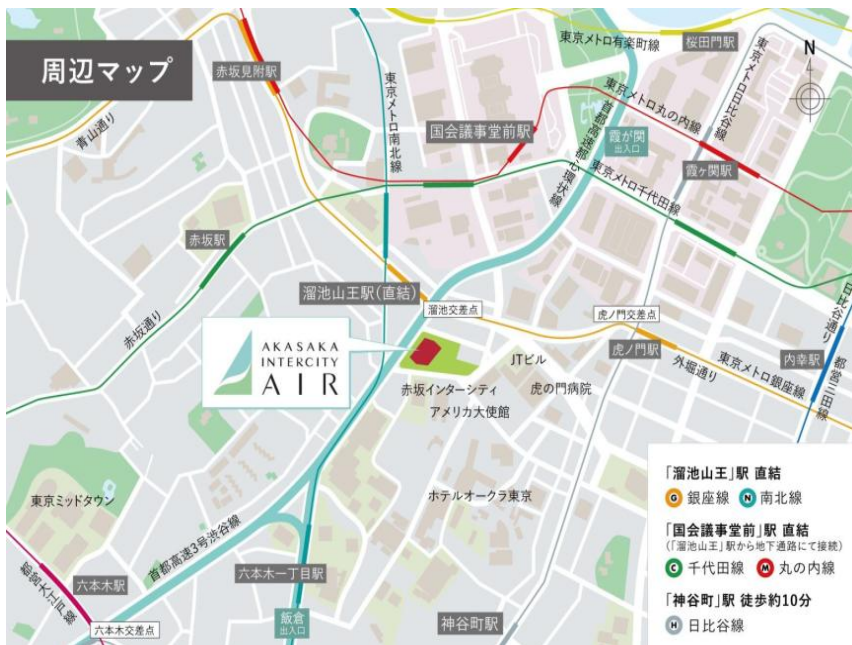 周辺マップ
N
東京メトロ有楽町線
桜田門駅
東京メトロ日比谷線
赤坂見附駅
青山通り
東京メトロ南北線
国会議事堂前駅
東京メトロ丸の内線
首都高速都心環状線
霞が関
出入口
霞ヶ関駅
東京メトロ千代田線
赤坂駅
赤坂通り
溜池山王駅(直結)
溜池交差点
虎ノ門交差点
虎ノ門駅
日比谷通り
内幸駅
都営三田線
東京メトロ銀座線
外堀通り
AKASAKA
INTERCITY
AIR
JTビル
赤坂インターシティ
虎の門病院
アメリカ大使館
ホテルオークラ東京
東京ミッドタウン
首都高速3号渋谷線
六本木駅
都営大江戸線
六本木交差点
六本木一丁目駅
飯倉
出入口
神谷町駅
「溜池山王」駅 直結
G 銀座線 N 南北線
「国会議事堂前」駅 直結
(「溜池山王」駅から地下通路にて接続)
C 千代田線 M 丸の内線
「神谷町」駅 徒歩約10分
H 日比谷線